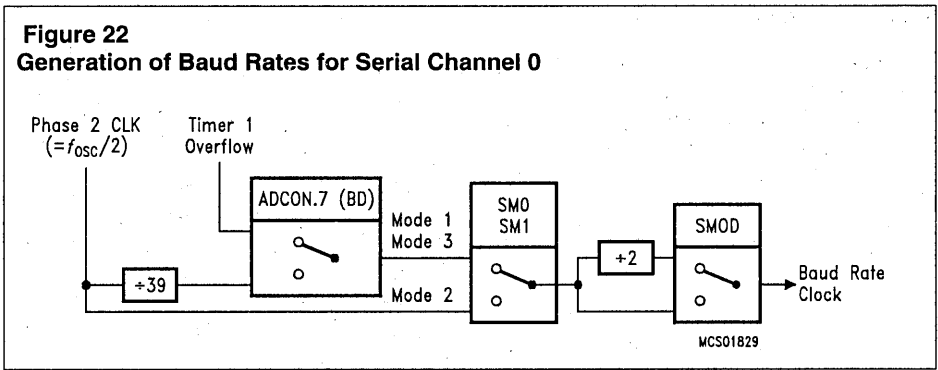 Figure 22
Generation of Baud Rates for Serial Channel 0
Phase 2 CLK
(=fOSC/2)
Timer 1
Overflow
ADCON.7 (BD)
Mode 1
Mode 3
SM0
SM1
SMOD
÷2
÷39
Mode 2
Baud Rate
Clock
MCS01829